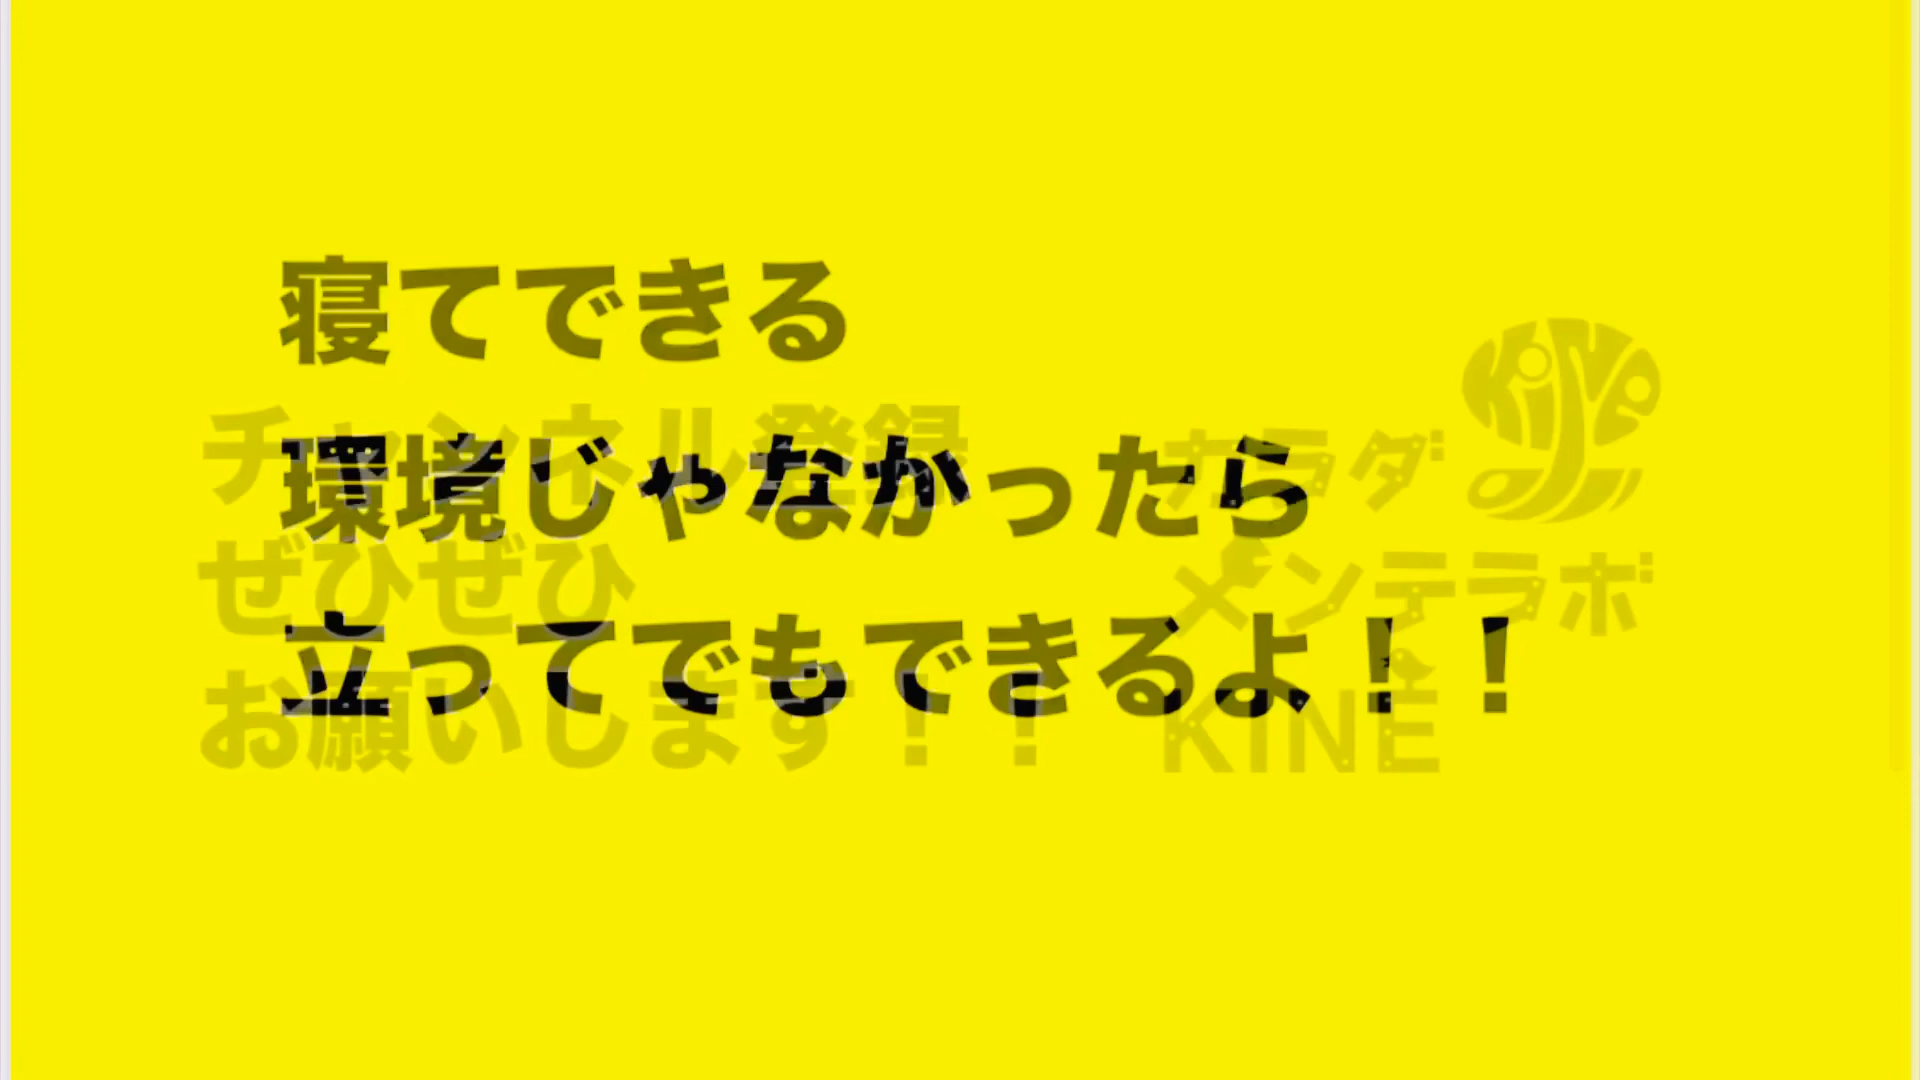 寝てできる
環境じゃなかったら
立ってでもできるよ！！
チャンネル登録
ぜひぜひ
お願いします！！
KiNE
カラダ
メンテラボ
KINE